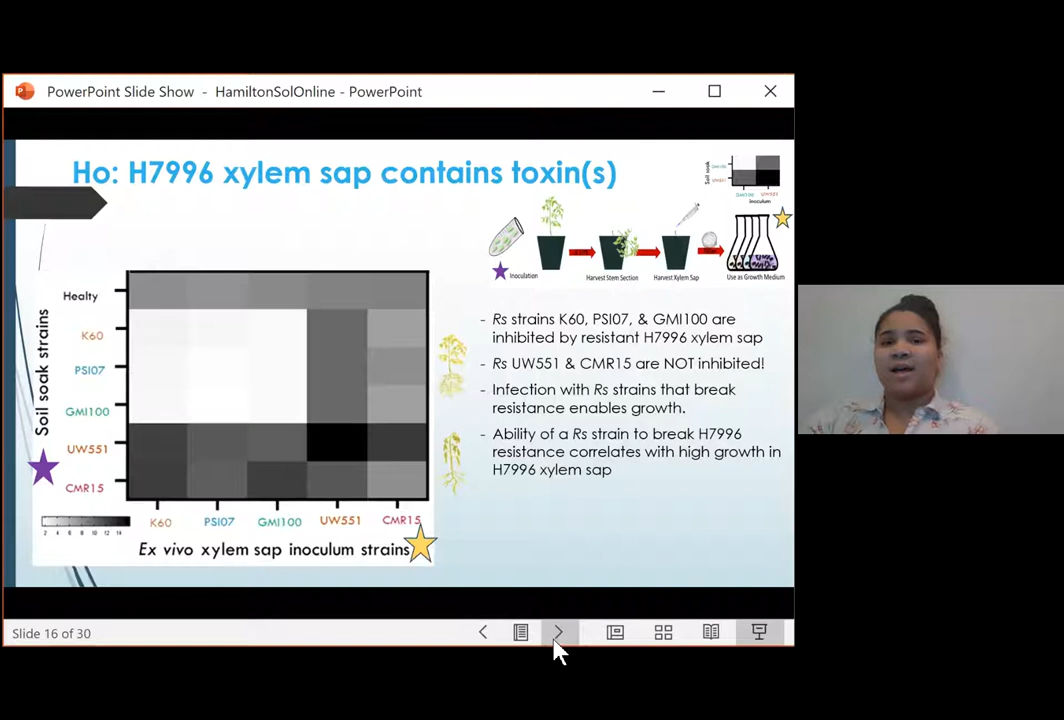 PowerPoint Slide Show - HamiltonSolOnline - PowerPoint
Ho: H7996 xylem sap contains toxin(s)
Soil soak
GMI100
UW551
GMI100 UW551
Inoculum
Inoculation
Harvest Stem Section
Harvest Xylem Sap
Use as Growth Medium
Healty
K60
PSI07
GMI100
UW551
CMR15
Soil soak strains
2 4 6 8 10 12 14
K60 PSI07 GMI100 UW551 CMR15
Ex vivo xylem sap inoculum strains
- Rs strains K60, PSI07, & GMI100 are
inhibited by resistant H7996 xylem sap
- Rs UW551 & CMR15 are NOT inhibited!
- Infection with Rs strains that break
resistance enables growth.
- Ability of a Rs strain to break H7996
resistance correlates with high growth in
H7996 xylem sap
Slide 16 of 30